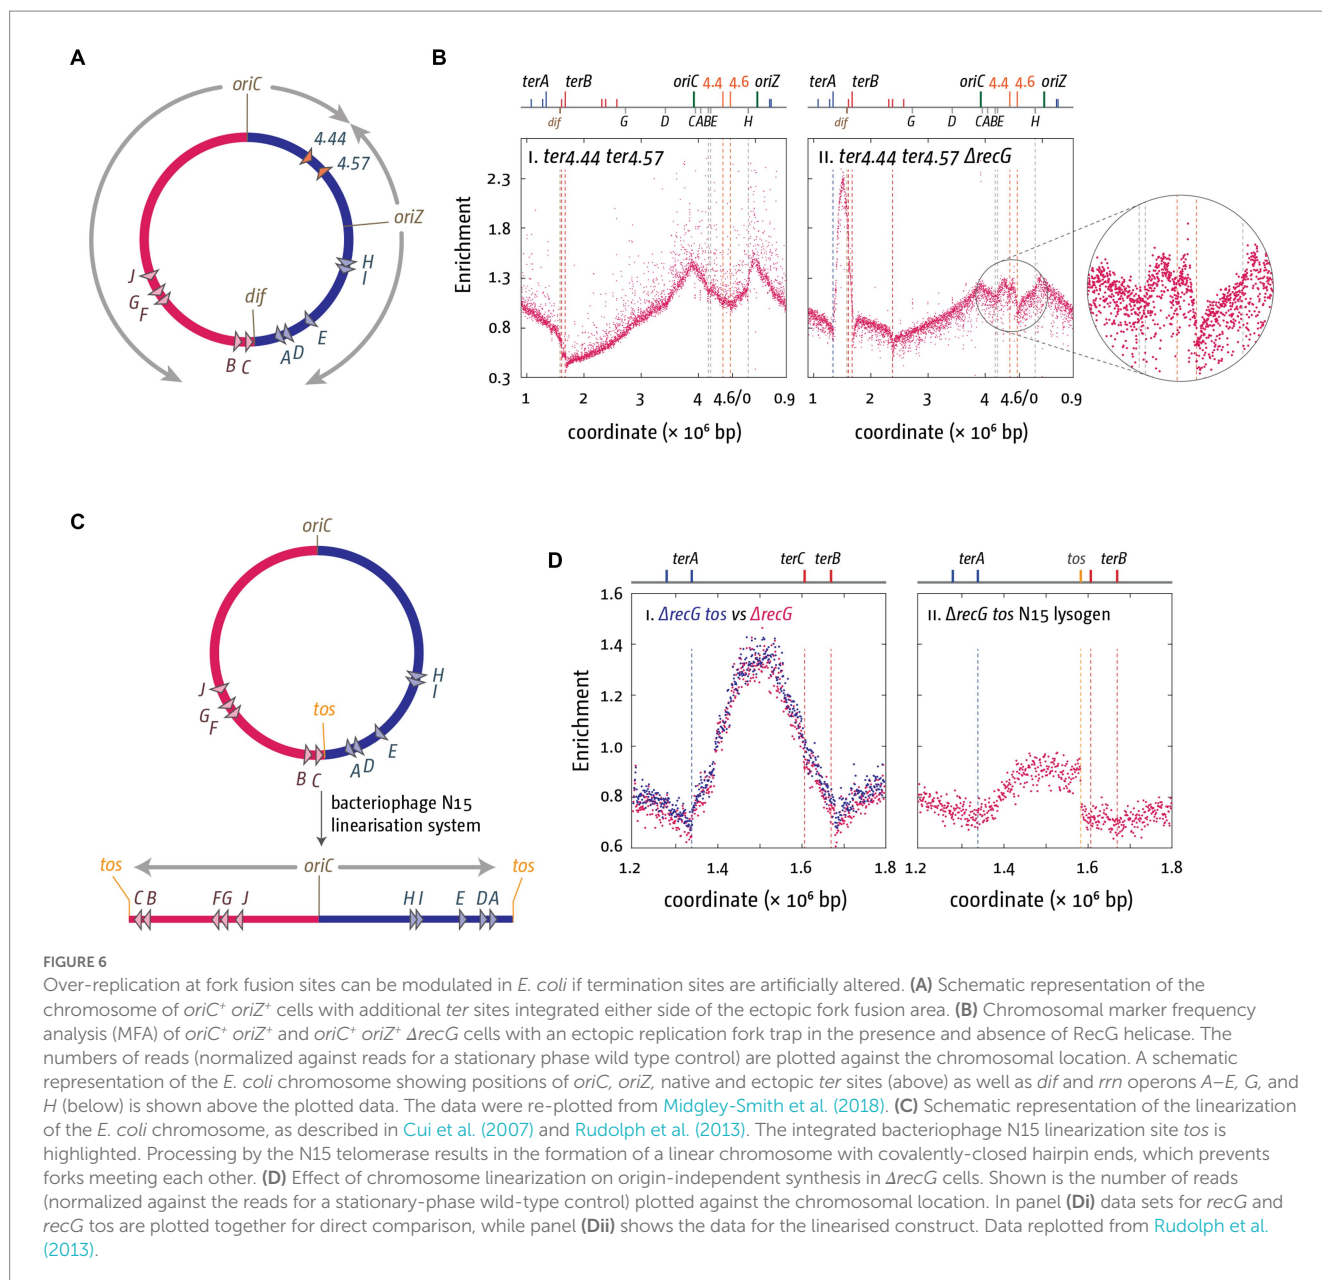 A
oriC
4.44
4.57
oriZ
H
I
E
D
A
dif
C
B
F
G
J
B
terA terB oriC 4.4 4.6 oriZ
dif G D CABE H
I. ter4.44 ter4.57
Enrichment
2.3
1.8
1.3
0.8
0.3
1 2 3 4 4.6/0 0.9
coordinate (× 10⁶ bp)
terA terB oriC 4.4 4.6 oriZ
dif G D CABE H
II. ter4.44 ter4.57 ΔrecG
1 2 3 4 4.6/0 0.9
coordinate (× 10⁶ bp)
C
oriC
H
I
E
D
A
tos
C
B
F
G
J
bacteriophage N15
linearisation system
tos oriC tos
C B F G J H I E D A
D
terA terC terB
I. ΔrecG tos vs ΔrecG
Enrichment
1.6
1.4
1.2
1.0
0.8
0.6
1.2 1.4 1.6 1.8
coordinate (× 10⁶ bp)
terA tos terB
II. ΔrecG tos N15 lysogen
1.2 1.4 1.6 1.8
coordinate (× 10⁶ bp)
FIGURE 6
Over-replication at fork fusion sites can be modulated in E. coli if termination sites are artificially altered. (A) Schematic representation of the
chromosome of oriC⁺ oriZ⁺ cells with additional ter sites integrated either side of the ectopic fork fusion area. (B) Chromosomal marker frequency
analysis (MFA) of oriC⁺ oriZ⁺ and oriC⁺ oriZ⁺ ΔrecG cells with an ectopic replication fork trap in the presence and absence of RecG helicase. The
numbers of reads (normalized against reads for a stationary phase wild type control) are plotted against the chromosomal location. A schematic
representation of the E. coli chromosome showing positions of oriC, oriZ, native and ectopic ter sites (above) as well as dif and rrn operons A–E, G, and
H (below) is shown above the plotted data. The data were re-plotted from Midgley-Smith et al. (2018). (C) Schematic representation of the linearization
of the E. coli chromosome, as described in Cui et al. (2007) and Rudolph et al. (2013). The integrated bacteriophage N15 linearization site tos is
highlighted. Processing by the N15 telomerase results in the formation of a linear chromosome with covalently-closed hairpin ends, which prevents
forks meeting each other. (D) Effect of chromosome linearization on origin-independent synthesis in ΔrecG cells. Shown is the number of reads
(normalized against the reads for a stationary-phase wild-type control) plotted against the chromosomal location. In panel (Di) data sets for recG and
recG tos are plotted together for direct comparison, while panel (Dii) shows the data for the linearised construct. Data replotted from Rudolph et al.
(2013).